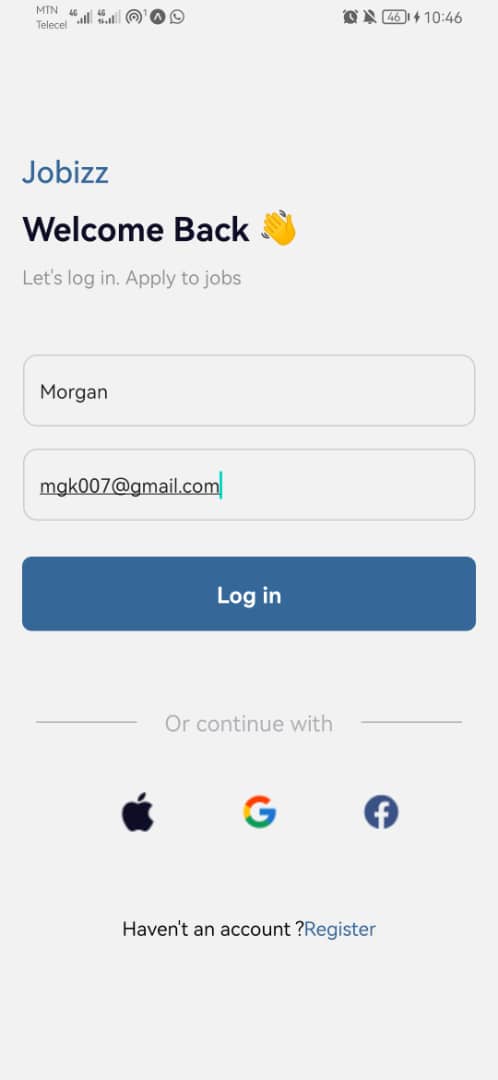 MTN 4G 4G 1 46 10:46
Telecel
Jobizz
Welcome Back 👋
Let's log in. Apply to jobs
Morgan
mgk007@gmail.com
Log in
Or continue with
Haven't an account ?Register